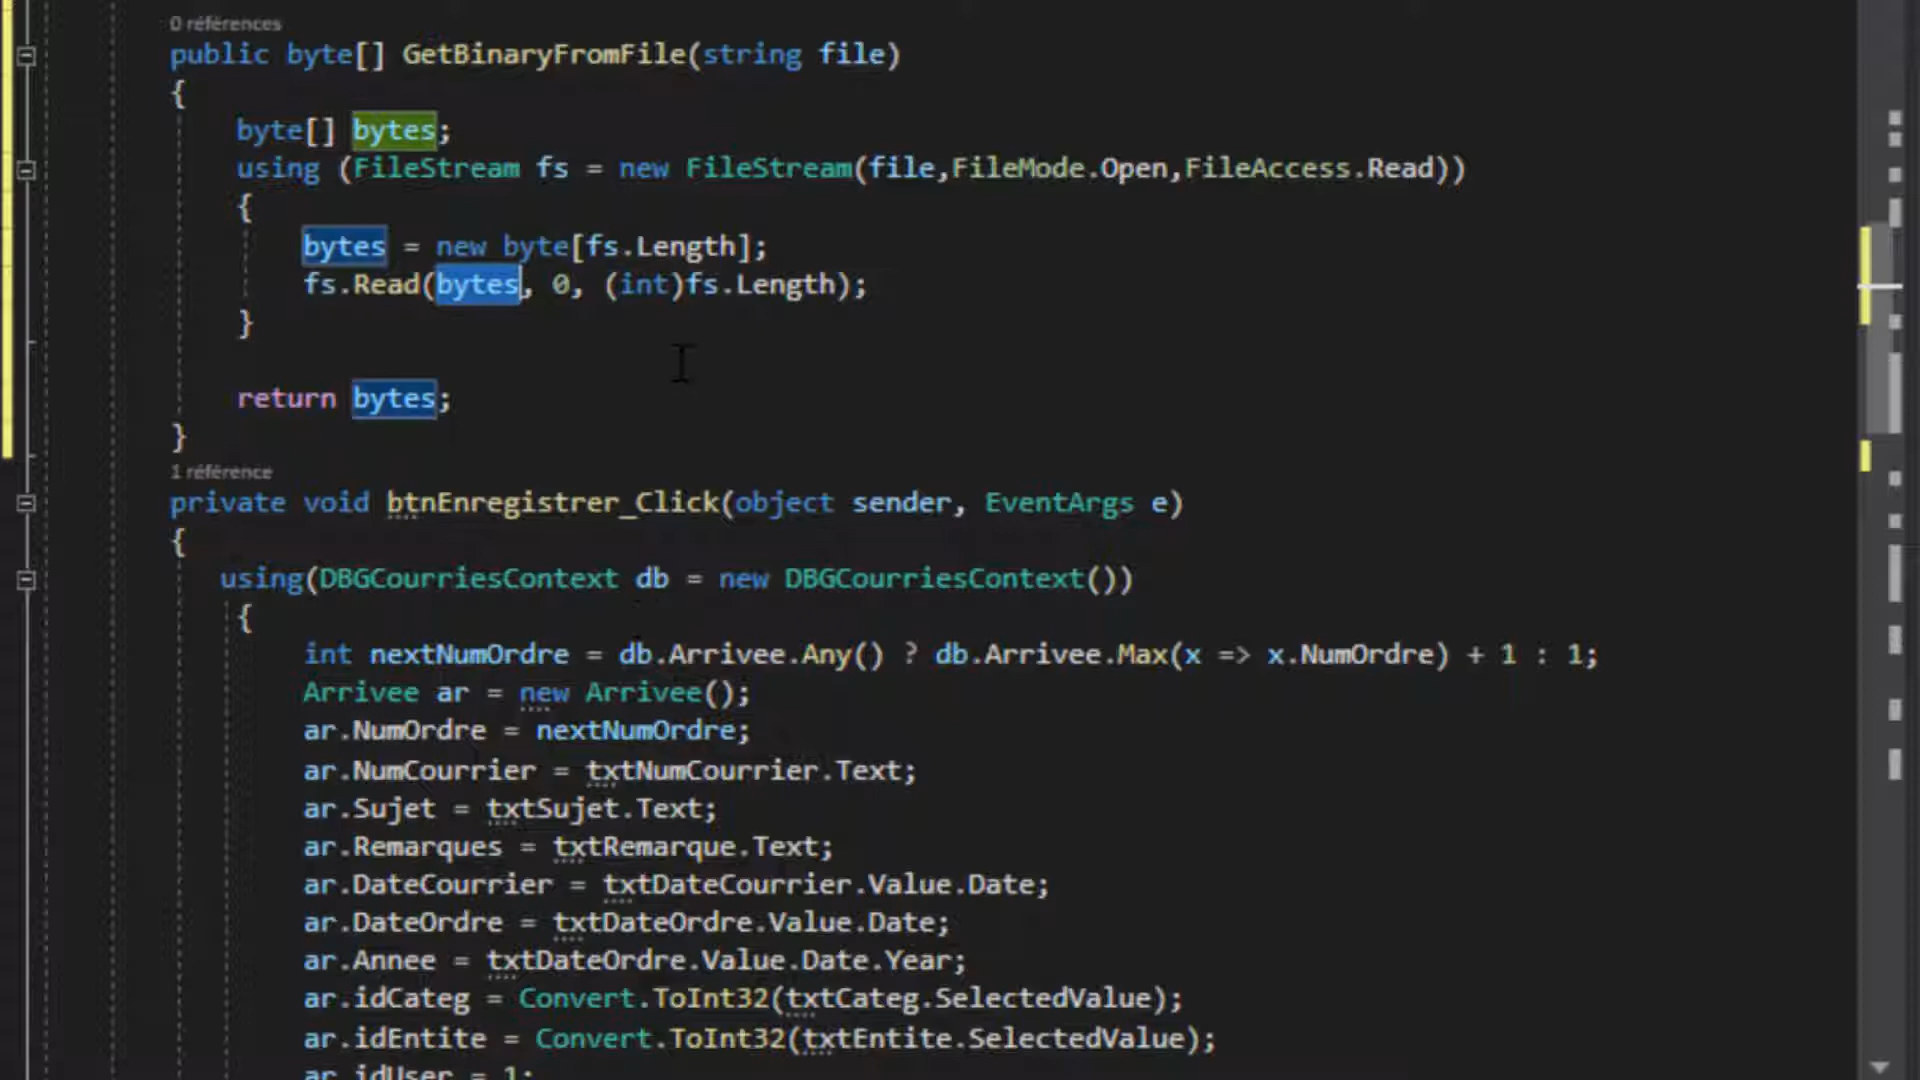 0 références
public byte[] GetBinaryFromFile(string file)
{
byte[] bytes;
using (FileStream fs = new FileStream(file,FileMode.Open,FileAccess.Read))
{
bytes = new byte[fs.Length];
fs.Read(bytes, 0, (int)fs.Length);
}
return bytes;
}
1 référence
private void btnEnregistrer_Click(object sender, EventArgs e)
{
using(DBGCourriesContext db = new DBGCourriesContext())
{
int nextNumOrdre = db.Arrivee.Any() ? db.Arrivee.Max(x => x.NumOrdre) + 1 : 1;
Arrivee ar = new Arrivee();
ar.NumOrdre = nextNumOrdre;
ar.NumCourrier = txtNumCourrier.Text;
ar.Sujet = txtSujet.Text;
ar.Remarques = txtRemarque.Text;
ar.DateCourrier = txtDateCourrier.Value.Date;
ar.DateOrdre = txtDateOrdre.Value.Date;
ar.Annee = txtDateOrdre.Value.Date.Year;
ar.idCateg = Convert.ToInt32(txtCateg.SelectedValue);
ar.idEntite = Convert.ToInt32(txtEntite.SelectedValue);
ar.idUser = 1;